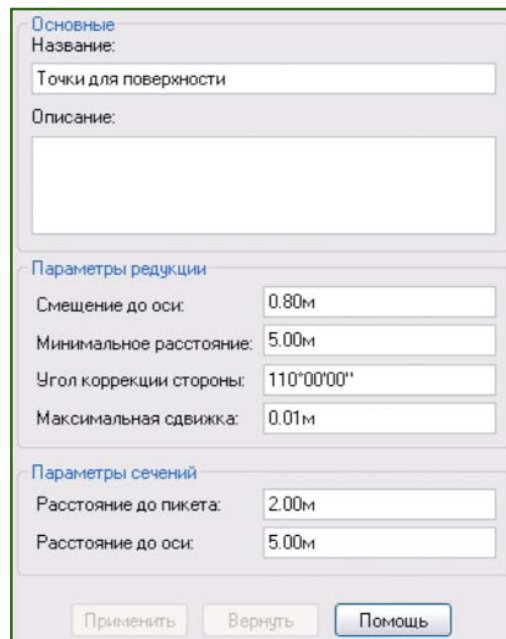 Основные
Название:
Точки для поверхности
Описание:
Параметры редукции
Смещение до оси: 0.80м
Минимальное расстояние: 5.00м
Угол коррекции стороны: 110°00'00''
Максимальная сдвижка: 0.01м
Параметры сечений
Расстояние до пикета: 2.00м
Расстояние до оси: 5.00м
Применить Вернуть Помощь